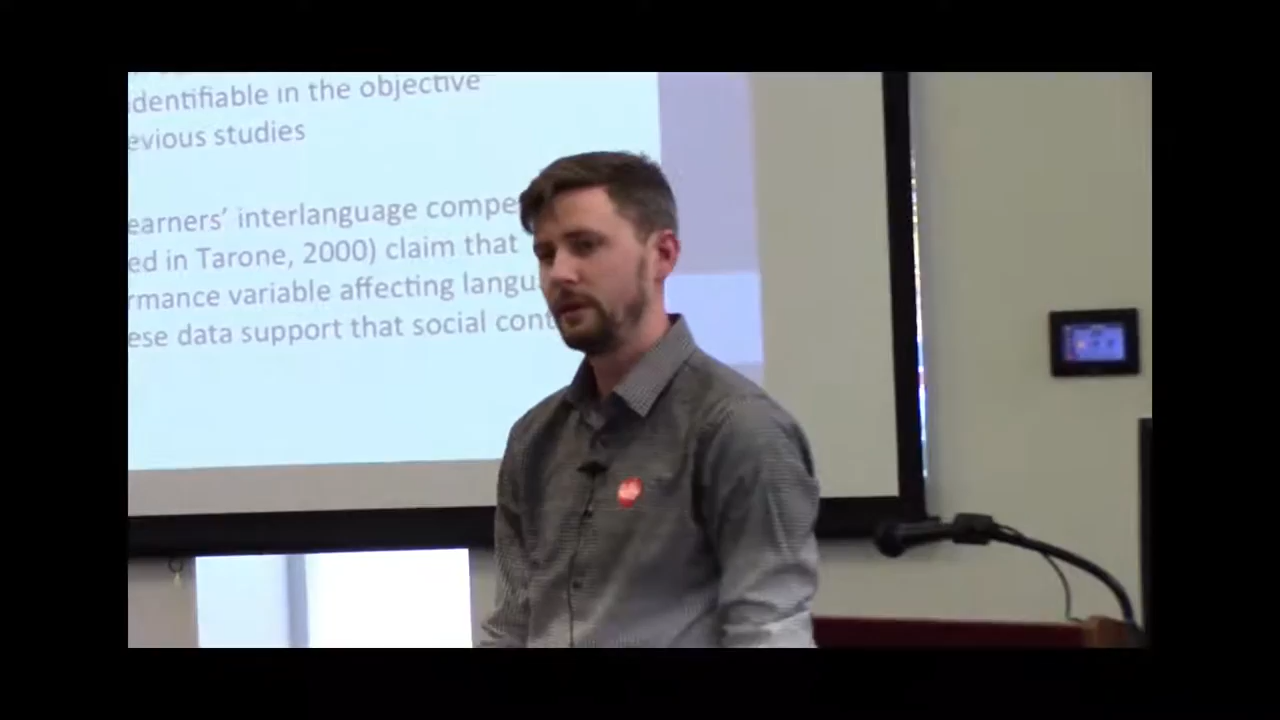 identifiable in the objective
evious studies
earners' interlanguage compe
ed in Tarone, 2000) claim that
rmance variable affecting langu
ese data support that social cont